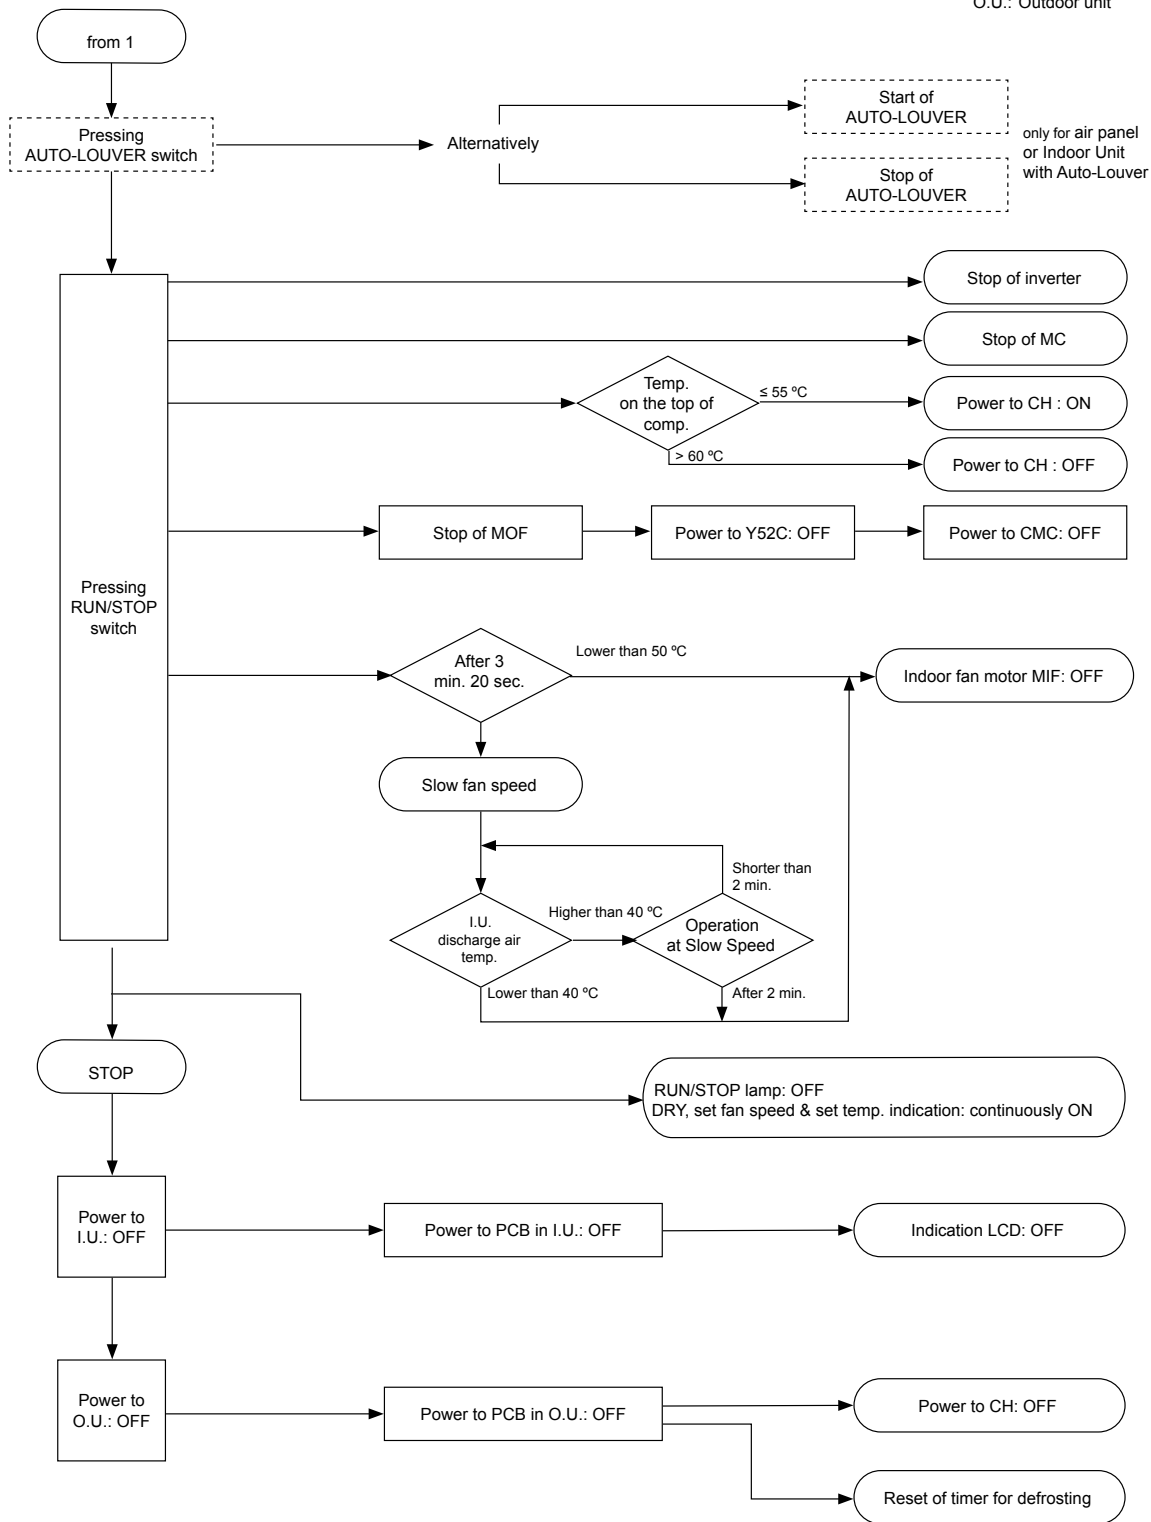 O.U.: Outdoor unit
from 1
Pressing
AUTO-LOUVER switch
Alternatively
Start of
AUTO-LOUVER
Stop of
AUTO-LOUVER
only for air panel
or Indoor Unit
with Auto-Louver
Pressing
RUN/STOP
switch
Stop of inverter
Stop of MC
Temp.
on the top of
comp.
≤ 55 ºC
Power to CH : ON
> 60 ºC
Power to CH : OFF
Stop of MOF
Power to Y52C: OFF
Power to CMC: OFF
After 3
min. 20 sec.
Lower than 50 ºC
Indoor fan motor MIF: OFF
Slow fan speed
Shorter than
2 min.
I.U.
discharge air
temp.
Higher than 40 ºC
Operation
at Slow Speed
Lower than 40 ºC
After 2 min.
STOP
RUN/STOP lamp: OFF
DRY, set fan speed & set temp. indication: continuously ON
Power to
I.U.: OFF
Power to PCB in I.U.: OFF
Indication LCD: OFF
Power to
O.U.: OFF
Power to PCB in O.U.: OFF
Power to CH: OFF
Reset of timer for defrosting